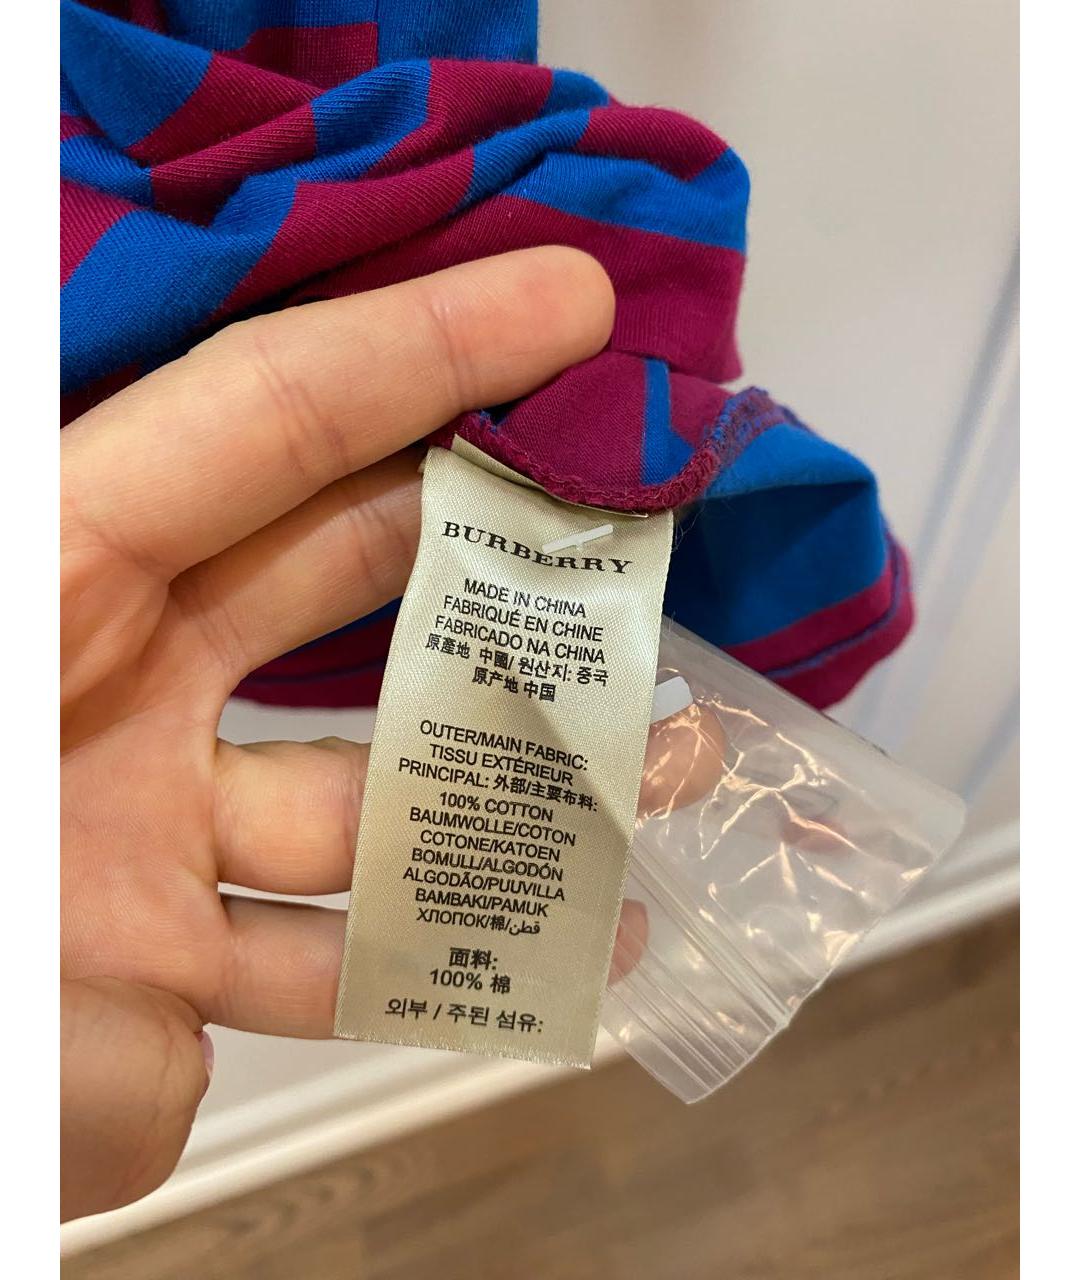 BURBERRY
MADE IN CHINA
FABRIQUÉ EN CHINE
FABRICADO NA CHINA
原產地 中國/ 원산지: 중국
原产地 中国
OUTER/MAIN FABRIC:
TISSU EXTÉRIEUR
PRINCIPAL: 外部/主要布料:
100% COTTON
BAUMWOLLE/COTON
COTONE/KATOEN
BOMULL/ALGODÓN
ALGODÃO/PUUVILLA
BAMBAKI/PAMUK
ХЛОПОК/棉/قطن
面料:
100% 棉
외부 / 주된 섬유: